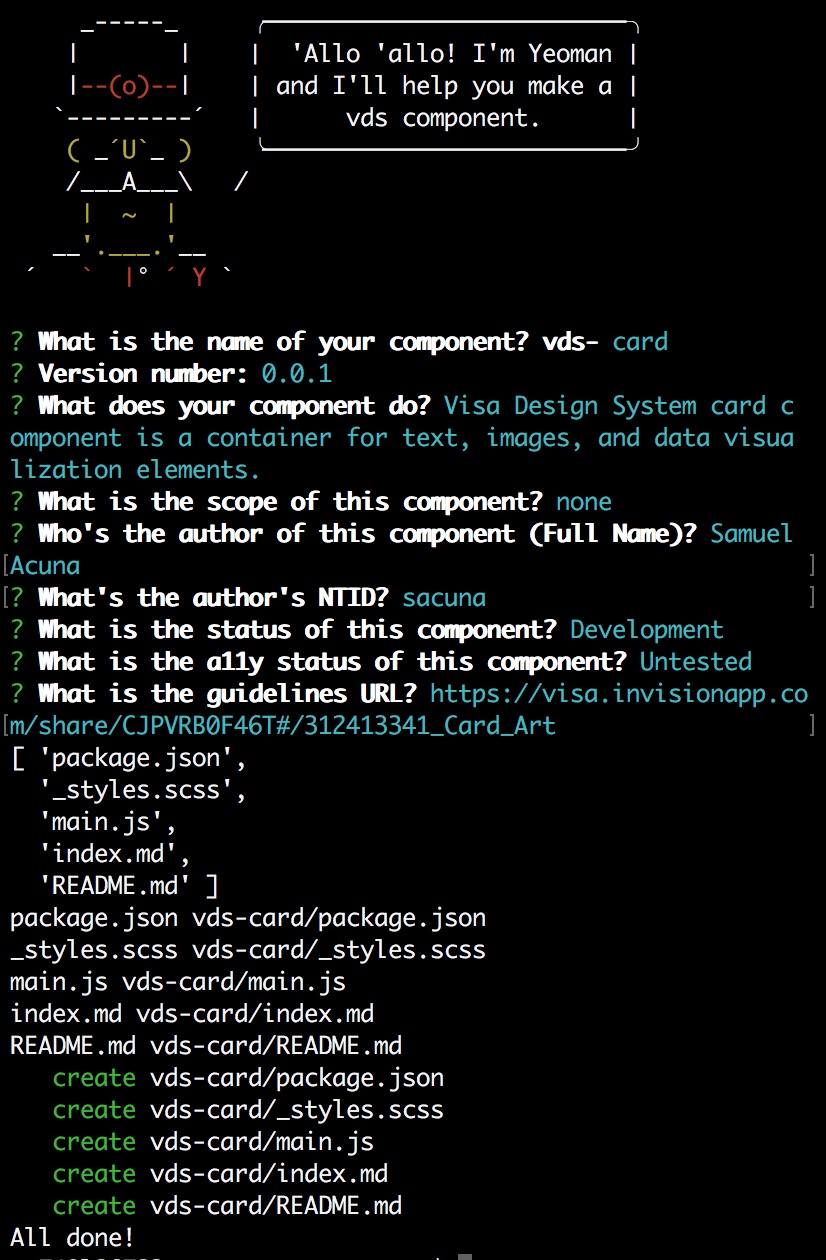 'Allo 'allo! I'm Yeoman
and I'll help you make a
vds component.
? What is the name of your component? vds- card
? Version number: 0.0.1
? What does your component do? Visa Design System card c
omponent is a container for text, images, and data visua
lization elements.
? What is the scope of this component? none
? Who's the author of this component (Full Name)? Samuel
[Acuna ]
[? What's the author's NTID? sacuna ]
? What is the status of this component? Development
? What is the a11y status of this component? Untested
? What is the guidelines URL? https://visa.invisionapp.co
[m/share/CJPVRB0F46T#/312413341_Card_Art ]
[ 'package.json',
'_styles.scss',
'main.js',
'index.md',
'README.md' ]
package.json vds-card/package.json
_styles.scss vds-card/_styles.scss
main.js vds-card/main.js
index.md vds-card/index.md
README.md vds-card/README.md
create vds-card/package.json
create vds-card/_styles.scss
create vds-card/main.js
create vds-card/index.md
create vds-card/README.md
All done!